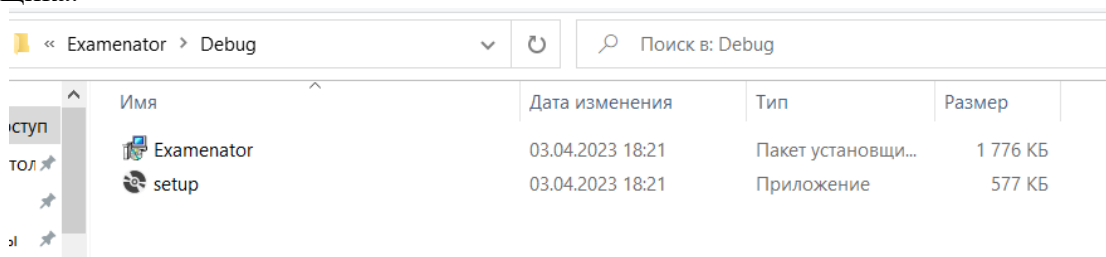 « Examenator > Debug Поиск в: Debug
Имя Дата изменения Тип Размер
Examenator 03.04.2023 18:21 Пакет установщи... 1 776 КБ
setup 03.04.2023 18:21 Приложение 577 КБ